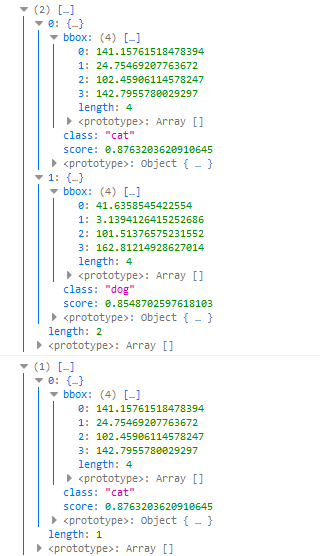 (2) […]
0: {…}
bbox: (4) […]
0: 141.15761518478394
1: 24.75469207763672
2: 102.45906114578247
3: 142.7955780029297
length: 4
<prototype>: Array []
class: "cat"
score: 0.8763203620910645
<prototype>: Object { … }
1: {…}
bbox: (4) […]
0: 41.6358545422554
1: 3.1394126415252686
2: 101.51376575231552
3: 162.81214928627014
length: 4
<prototype>: Array []
class: "dog"
score: 0.8548702597618103
<prototype>: Object { … }
length: 2
<prototype>: Array []
(1) […]
0: {…}
bbox: (4) […]
0: 141.15761518478394
1: 24.75469207763672
2: 102.45906114578247
3: 142.7955780029297
length: 4
<prototype>: Array []
class: "cat"
score: 0.8763203620910645
<prototype>: Object { … }
length: 1
<prototype>: Array []